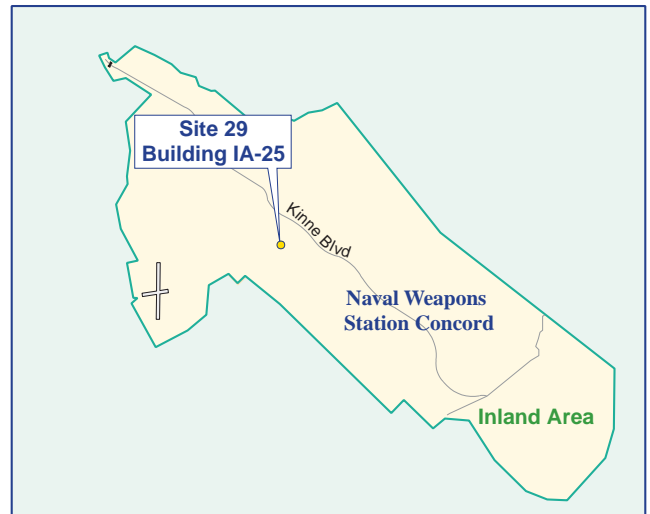 Site 29
Building IA-25
Kinne Blvd
Naval Weapons
Station Concord
Inland Area